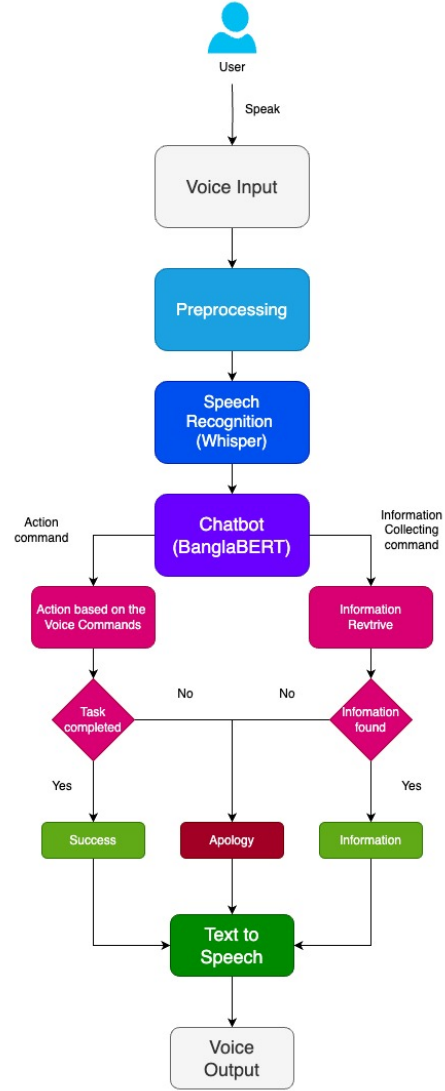 User
Speak
Voice Input
Preprocessing
Speech
Recognition
(Whisper)
Chatbot
(BanglaBERT)
Action
command
Information
Collecting
command
Action based on the
Voice Commands
Information
Revtrive
Task
completed
No
No
Infomation
found
Yes
Yes
Success
Apology
Information
Text to
Speech
Voice
Output